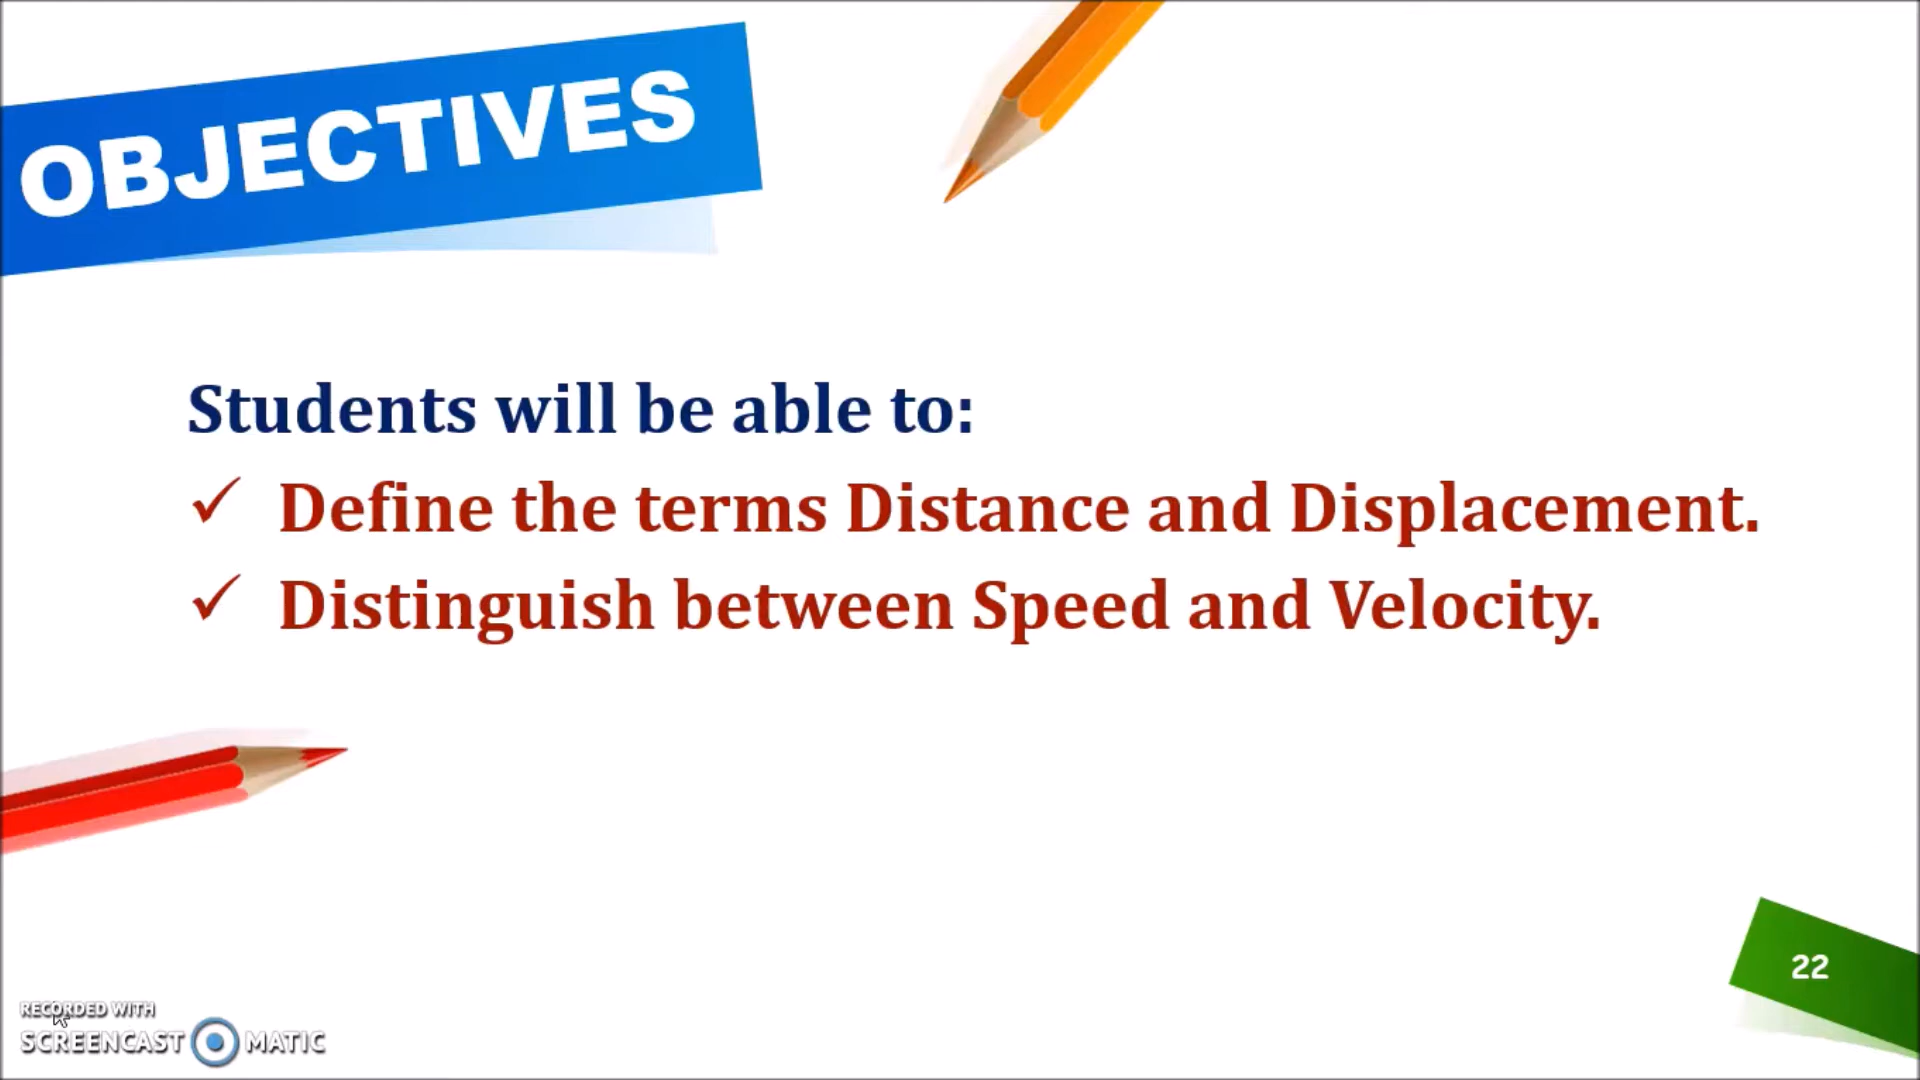 OBJECTIVES
Students will be able to:
✓ Define the terms Distance and Displacement.
✓ Distinguish between Speed and Velocity.
22
RECORDED WITH
SCREENCAST MATIC